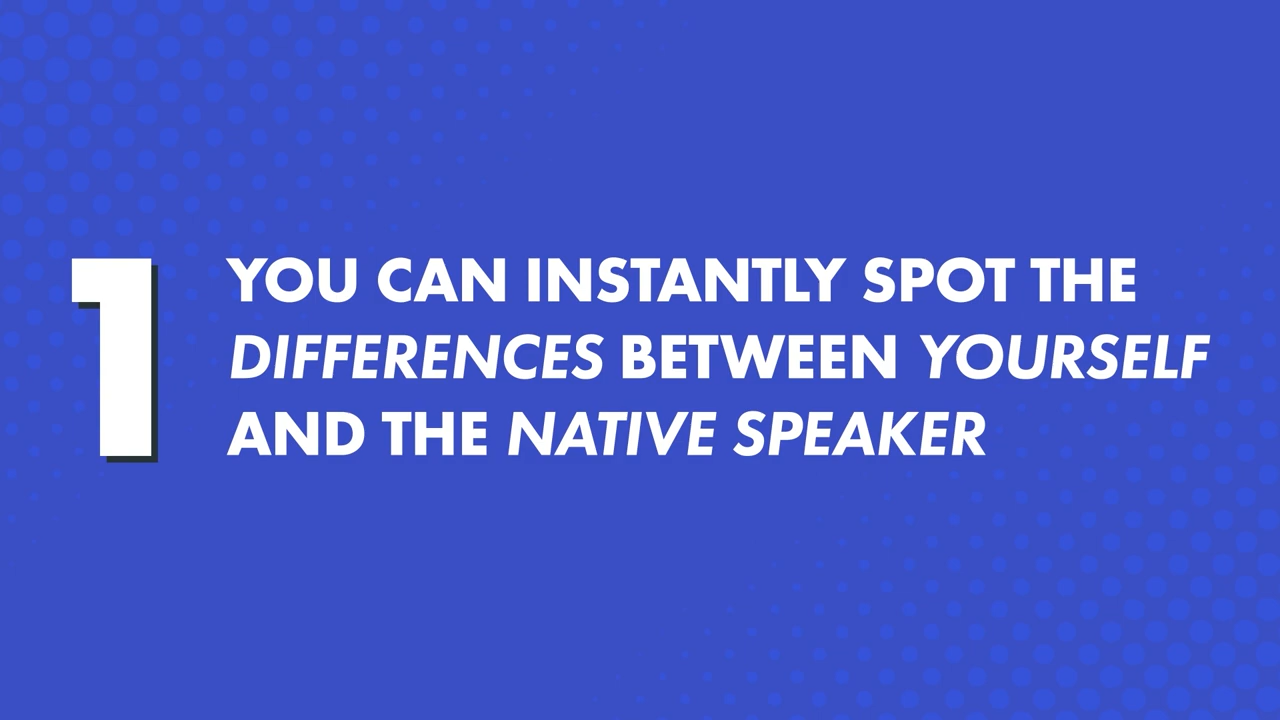 1
YOU CAN INSTANTLY SPOT THE
DIFFERENCES BETWEEN YOURSELF
AND THE NATIVE SPEAKER